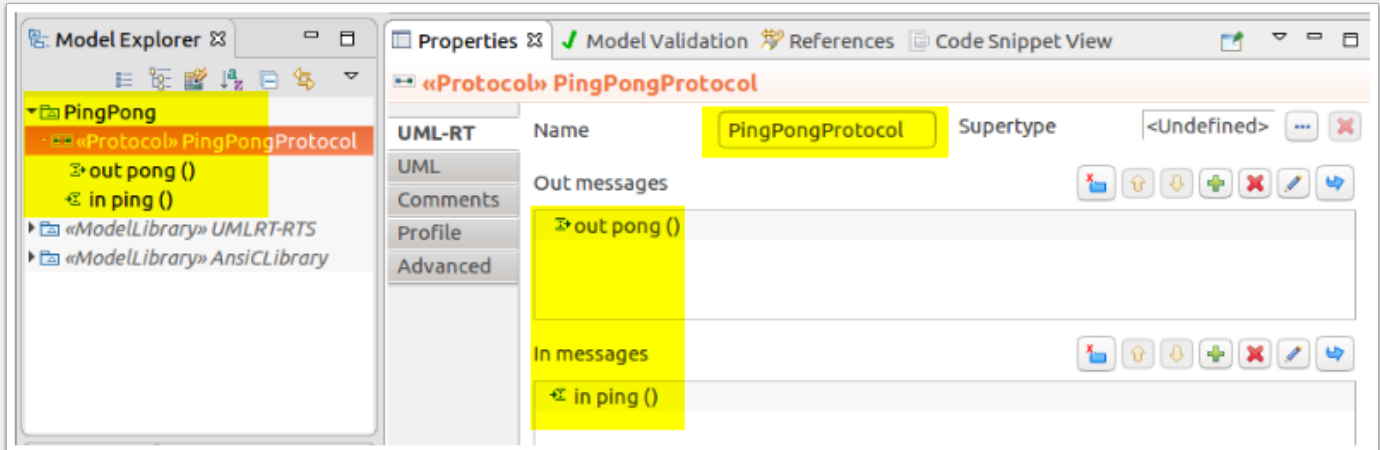 Model Explorer
PingPong
«Protocol» PingPongProtocol
out pong ()
in ping ()
«ModelLibrary» UMLRT-RTS
«ModelLibrary» AnsiCLibrary
Properties Model Validation References Code Snippet View
«Protocol» PingPongProtocol
UML-RT
UML
Comments
Profile
Advanced
Name PingPongProtocol Supertype <Undefined>
Out messages
out pong ()
In messages
in ping ()